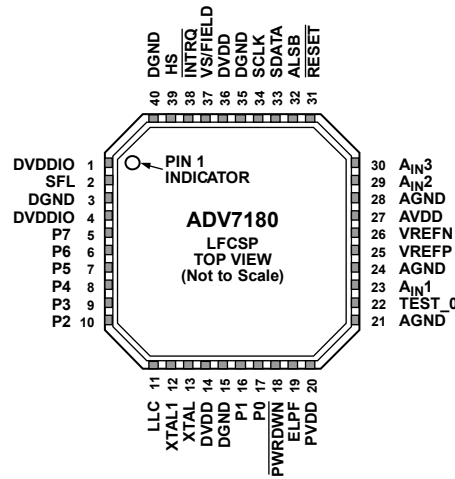 DGND
HS
INTRQ
VS/FIELD
DVDD
DGND
SCLK
SDATA
ALSB
RESET
40 39 38 37 36 35 34 33 32 31
DVDDIO 1
SFL 2
DGND 3
DVDDIO 4
P7 5
P6 6
P5 7
P4 8
P3 9
P2 10
PIN 1
INDICATOR
ADV7180
LFCSP
TOP VIEW
(Not to Scale)
30 AIN3
29 AIN2
28 AGND
27 AVDD
26 VREFN
25 VREFP
24 AGND
23 AIN1
22 TEST_0
21 AGND
11 12 13 14 15 16 17 18 19 20
LLC
XTAL1
XTAL
DVDD
DGND
P1
P0
PWRDWN
ELPF
PVDD